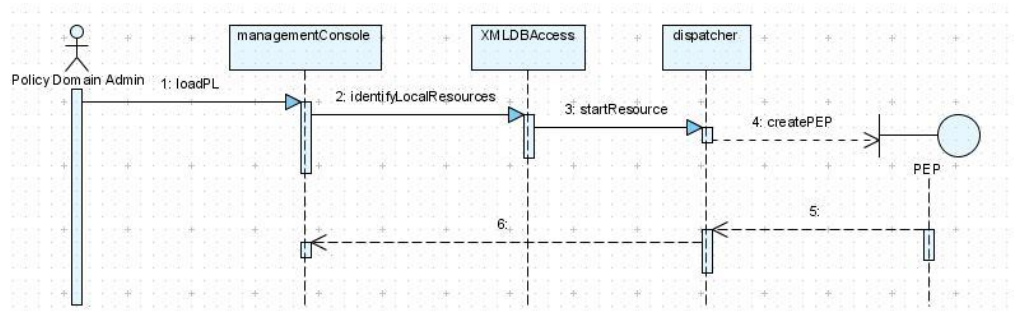 managementConsole
XMLDBAccess
dispatcher
Policy Domain Admin
1: loadPL
2: identifyLocalResources
3: startResource
4: createPEP
PEP
5:
6: